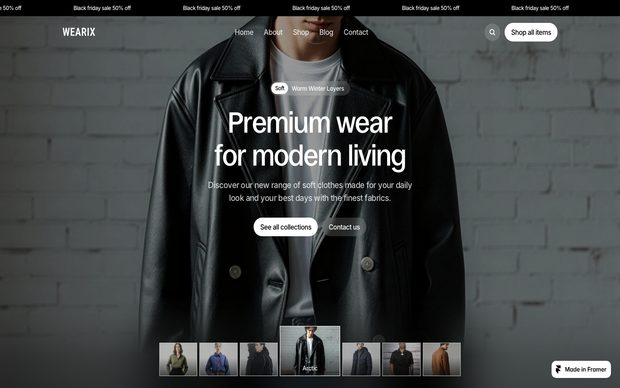 e 50% off
Black friday sale 50% off
Black friday sale 50% off
Black friday sale 50% off
Black friday sale 50% off
Black friday sale 50% off
WEARIX
Home
About
Shop
Blog
Contact
Shop all items
Soft
Warm Winter Layers
Premium wear
for modern living
Discover our new range of soft clothes made for your daily
look and your best days with the finest fabrics.
See all collections
Contact us
Arctic
Made in Framer